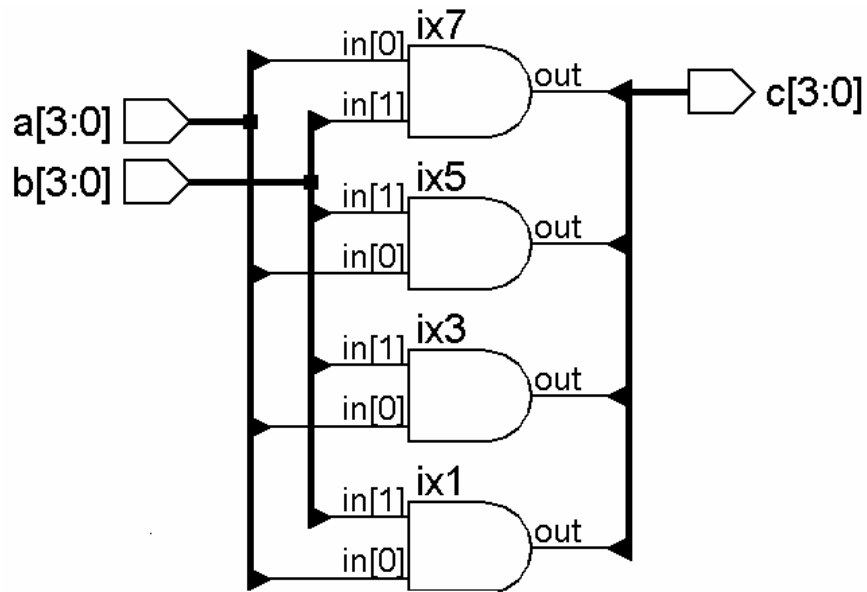 ix7
in[0]
out
in[1]
a[3:0]
b[3:0]
c[3:0]
ix5
in[1]
out
in[0]
ix3
in[1]
out
in[0]
ix1
in[1]
out
in[0]